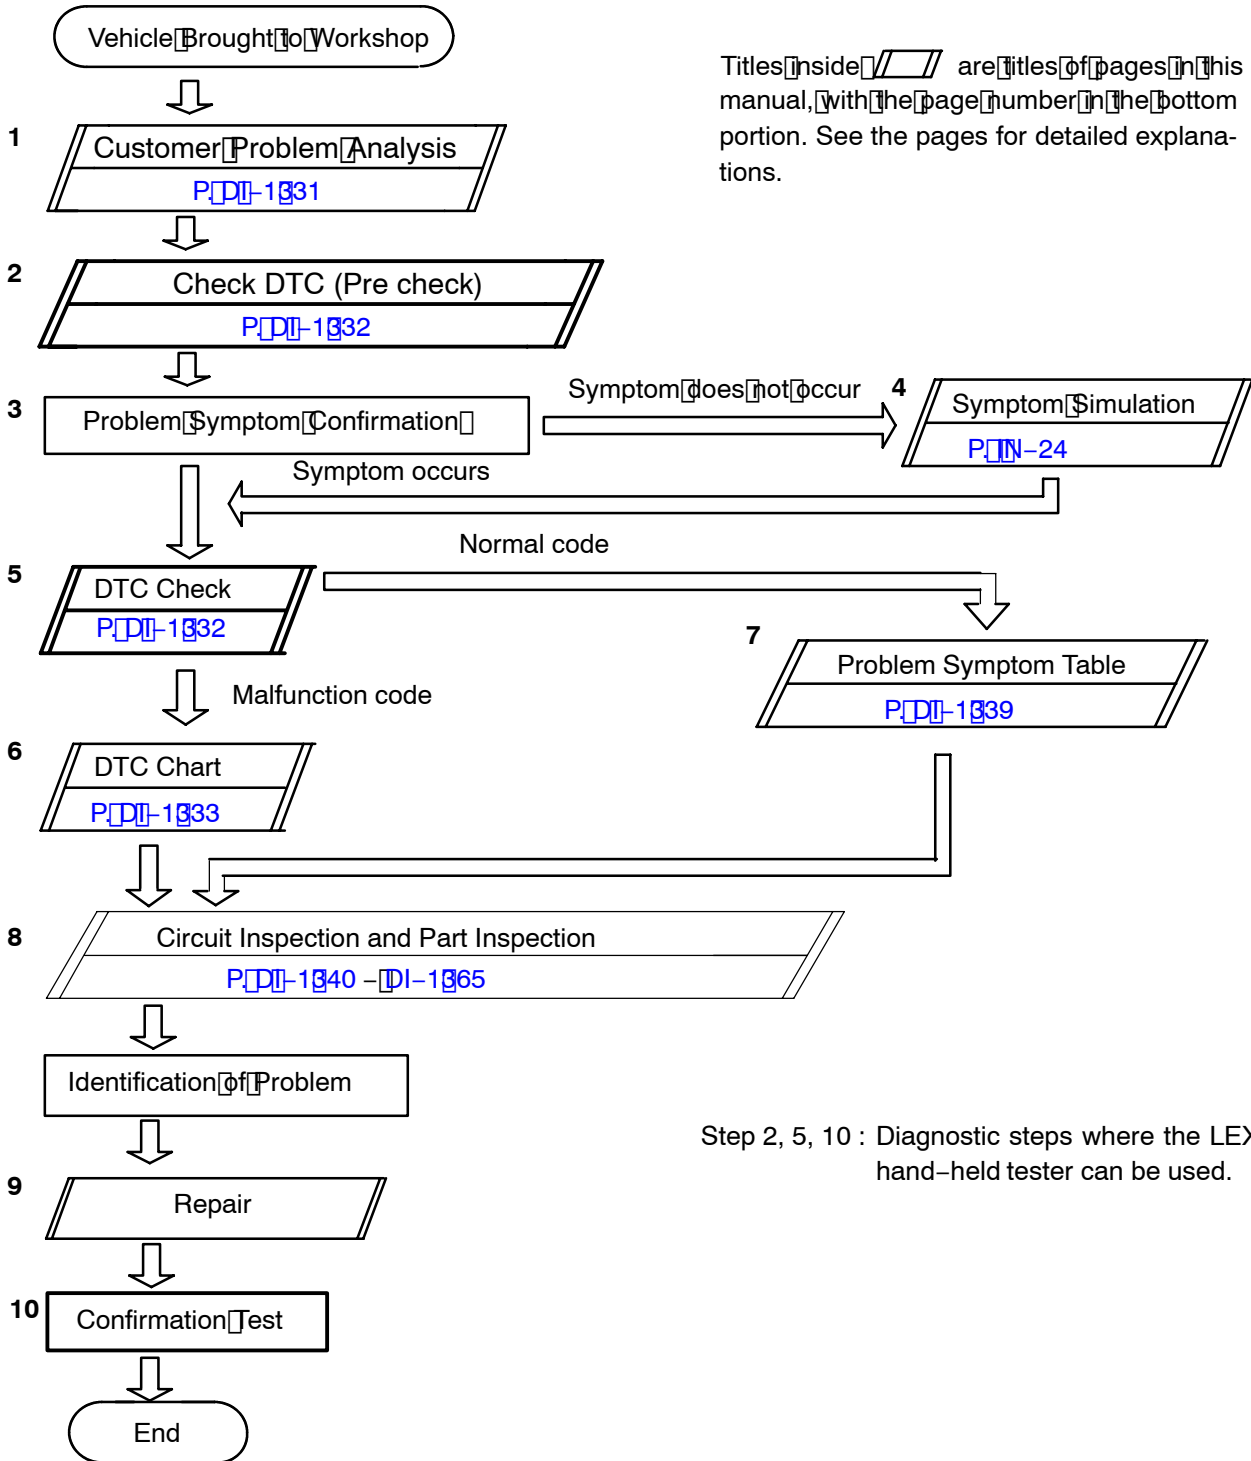 Vehicle Brought to Workshop
Titles inside are titles of pages in this
manual, with the page number in the bottom
portion. See the pages for detailed explana-
tions.
1
Customer Problem Analysis
P. DI-1331
2
Check DTC (Pre check)
P. DI-1332
3
Problem Symptom Confirmation
Symptom does not occur
4
Symptom Simulation
P. IN-24
Symptom occurs
Normal code
5
DTC Check
P. DI-1332
7
Problem Symptom Table
P. DI-1339
Malfunction code
6
DTC Chart
P. DI-1333
8
Circuit Inspection and Part Inspection
P. DI-1340 - DI-1365
Identification of Problem
Step 2, 5, 10 : Diagnostic steps where the LEX
hand-held tester can be used.
9
Repair
10
Confirmation Test
End